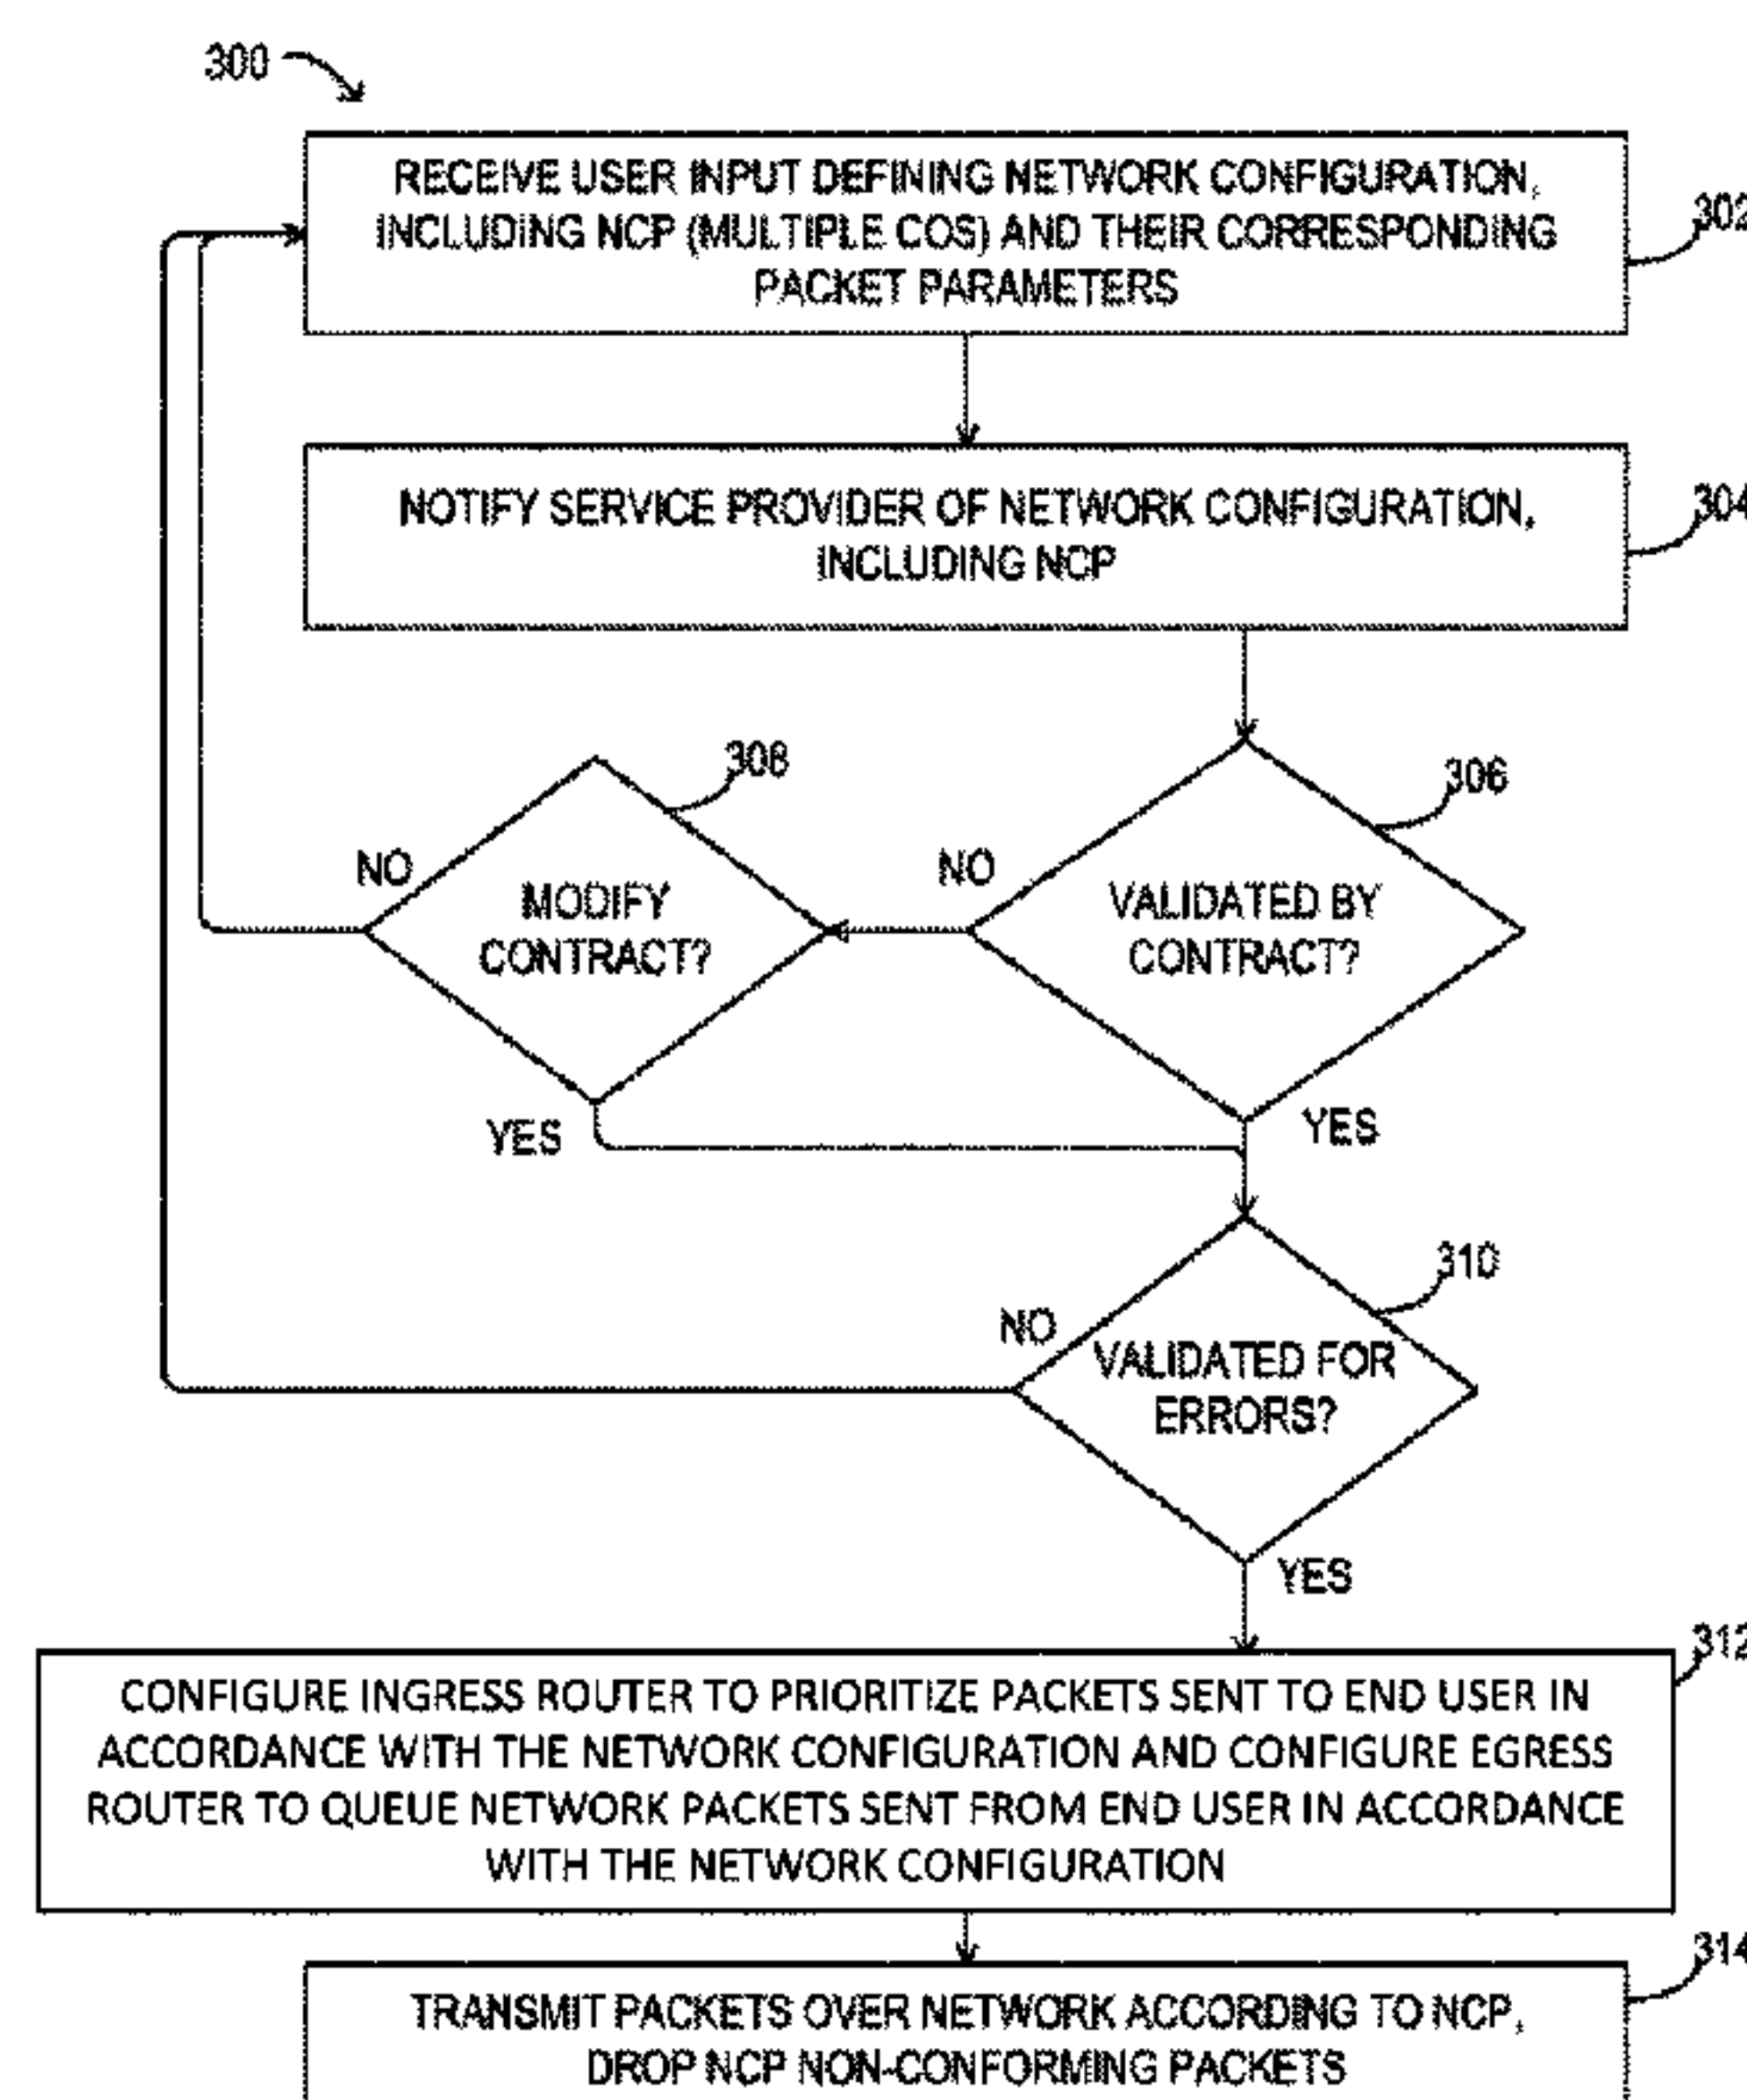 300
RECEIVE USER INPUT DEFINING NETWORK CONFIGURATION,
INCLUDING NCP (MULTIPLE COS) AND THEIR CORRESPONDING
PACKET PARAMETERS
302
NOTIFY SERVICE PROVIDER OF NETWORK CONFIGURATION,
INCLUDING NCP
304
308
306
NO
MODIFY
CONTRACT?
NO
VALIDATED BY
CONTRACT?
YES
YES
310
NO
VALIDATED FOR
ERRORS?
YES
312
CONFIGURE INGRESS ROUTER TO PRIORITIZE PACKETS SENT TO END USER IN
ACCORDANCE WITH THE NETWORK CONFIGURATION AND CONFIGURE EGRESS
ROUTER TO QUEUE NETWORK PACKETS SENT FROM END USER IN ACCORDANCE
WITH THE NETWORK CONFIGURATION
314
TRANSMIT PACKETS OVER NETWORK ACCORDING TO NCP,
DROP NCP NON-CONFORMING PACKETS